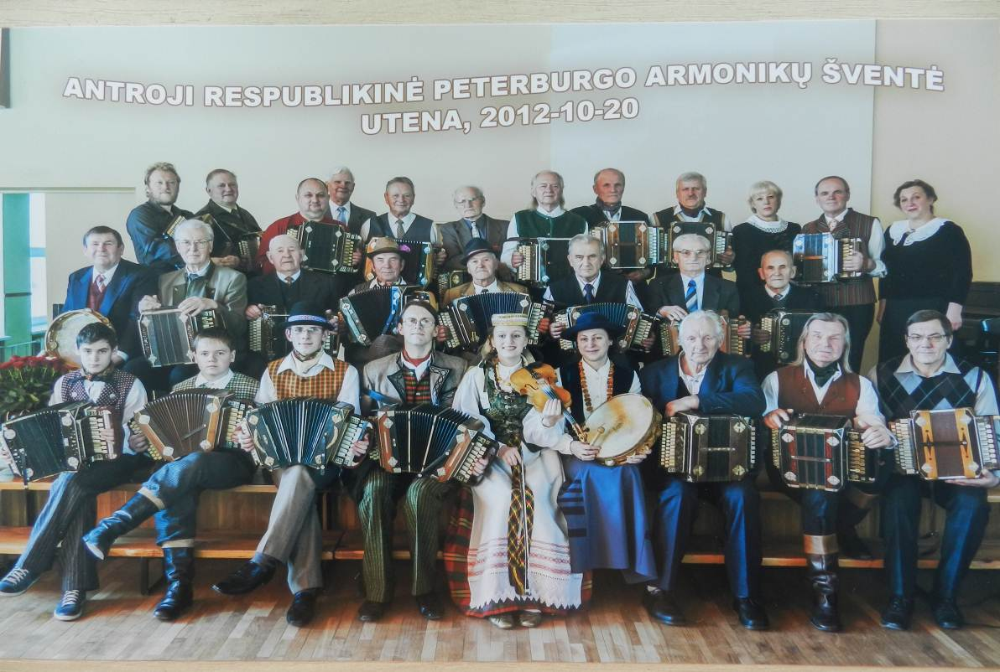 ANTROJI RESPUBLIKINĖ PETERBURGO ARMONIKŲ ŠVENTĖ
UTENA, 2012-10-20